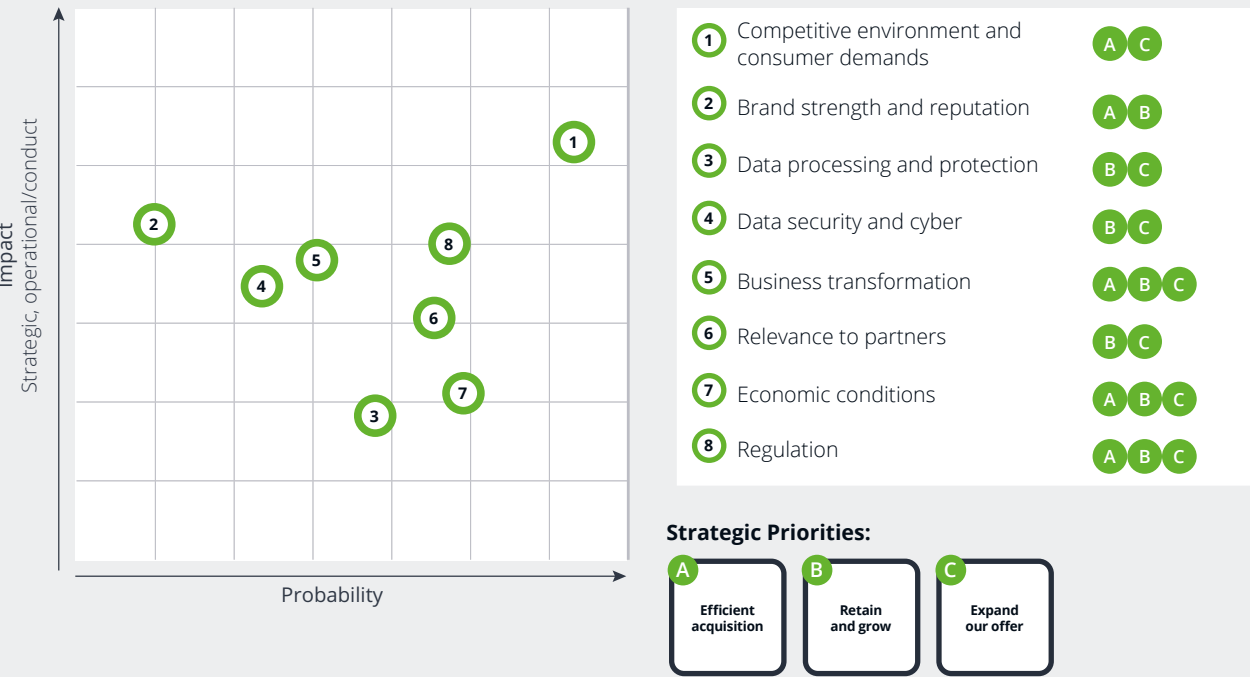 Impact
Strategic, operational/conduct
1
2
8
5
4
6
7
3
Probability
1 Competitive environment and A C
consumer demands
2 Brand strength and reputation A B
3 Data processing and protection B C
4 Data security and cyber B C
5 Business transformation A B C
6 Relevance to partners B C
7 Economic conditions A B C
8 Regulation A B C
Strategic Priorities:
A
Efficient
acquisition
B
Retain
and grow
C
Expand
our offer